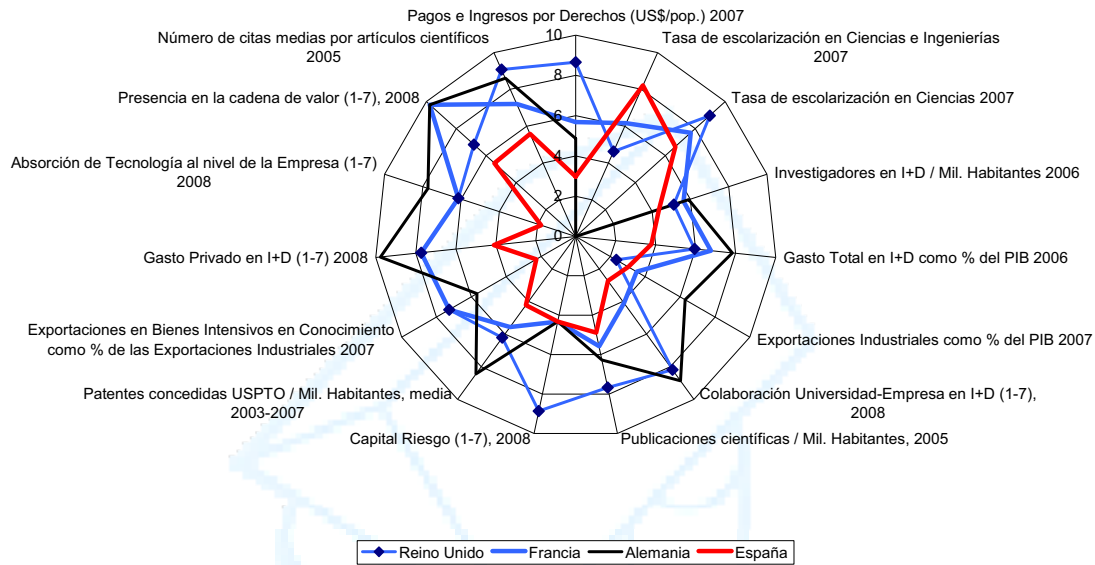 Pagos e Ingresos por Derechos (US$/pop.) 2007
Tasa de escolarización en Ciencias e Ingenierías
2007
Tasa de escolarización en Ciencias 2007
Investigadores en I+D / Mil. Habitantes 2006
Gasto Total en I+D como % del PIB 2006
Exportaciones Industriales como % del PIB 2007
Colaboración Universidad-Empresa en I+D (1-7),
2008
Publicaciones científicas / Mil. Habitantes, 2005
Capital Riesgo (1-7), 2008
Patentes concedidas USPTO / Mil. Habitantes, media
2003-2007
Exportaciones en Bienes Intensivos en Conocimiento
como % de las Exportaciones Industriales 2007
Gasto Privado en I+D (1-7) 2008
Absorción de Tecnología al nivel de la Empresa (1-7)
2008
Presencia en la cadena de valor (1-7), 2008
Número de citas medias por artículos científicos
2005
10
8
6
4
2
0
Reino Unido
Francia
Alemania
España